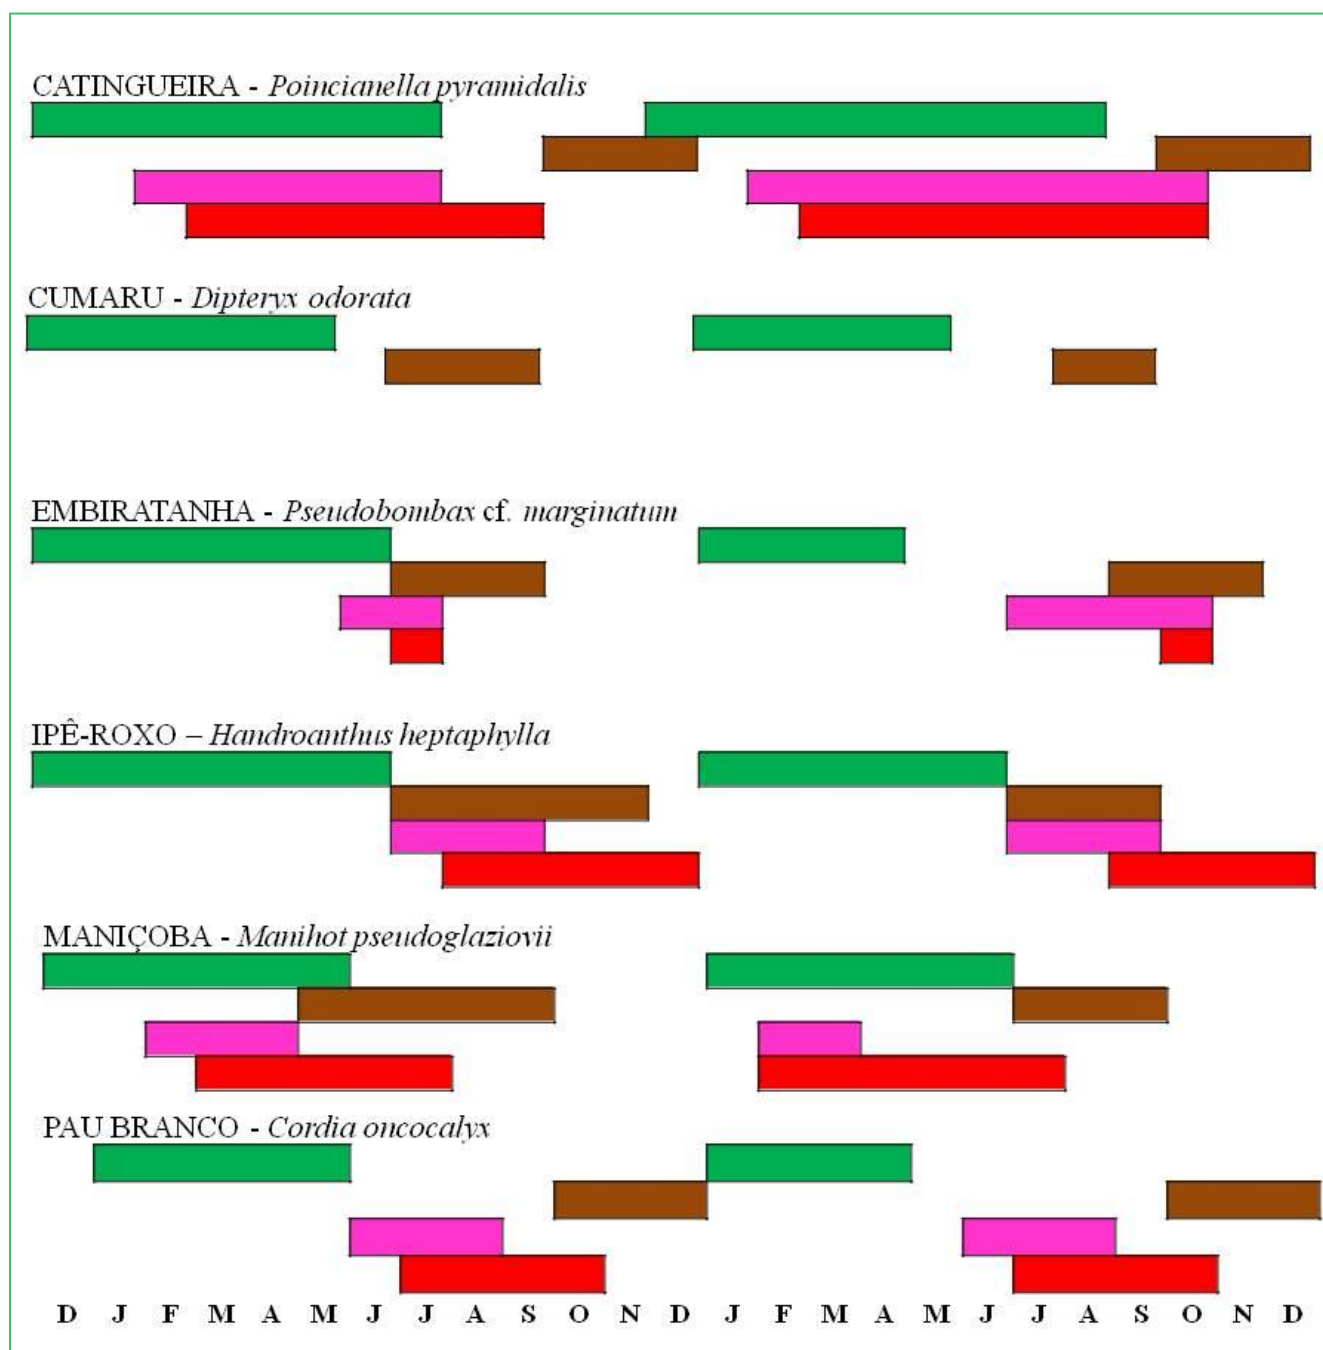 CATINGUEIRA - Poincianella pyramidalis
CUMARU - Dipteryx odorata
EMBIRATANHA - Pseudobombax cf. marginatum
IPÊ-ROXO – Handroanthus heptaphylla
MANIÇOBA - Manihot pseudoglaziovii
PAU BRANCO - Cordia oncocalyx
D J F M A M J J A S O N D J F M A M J J A S O N D